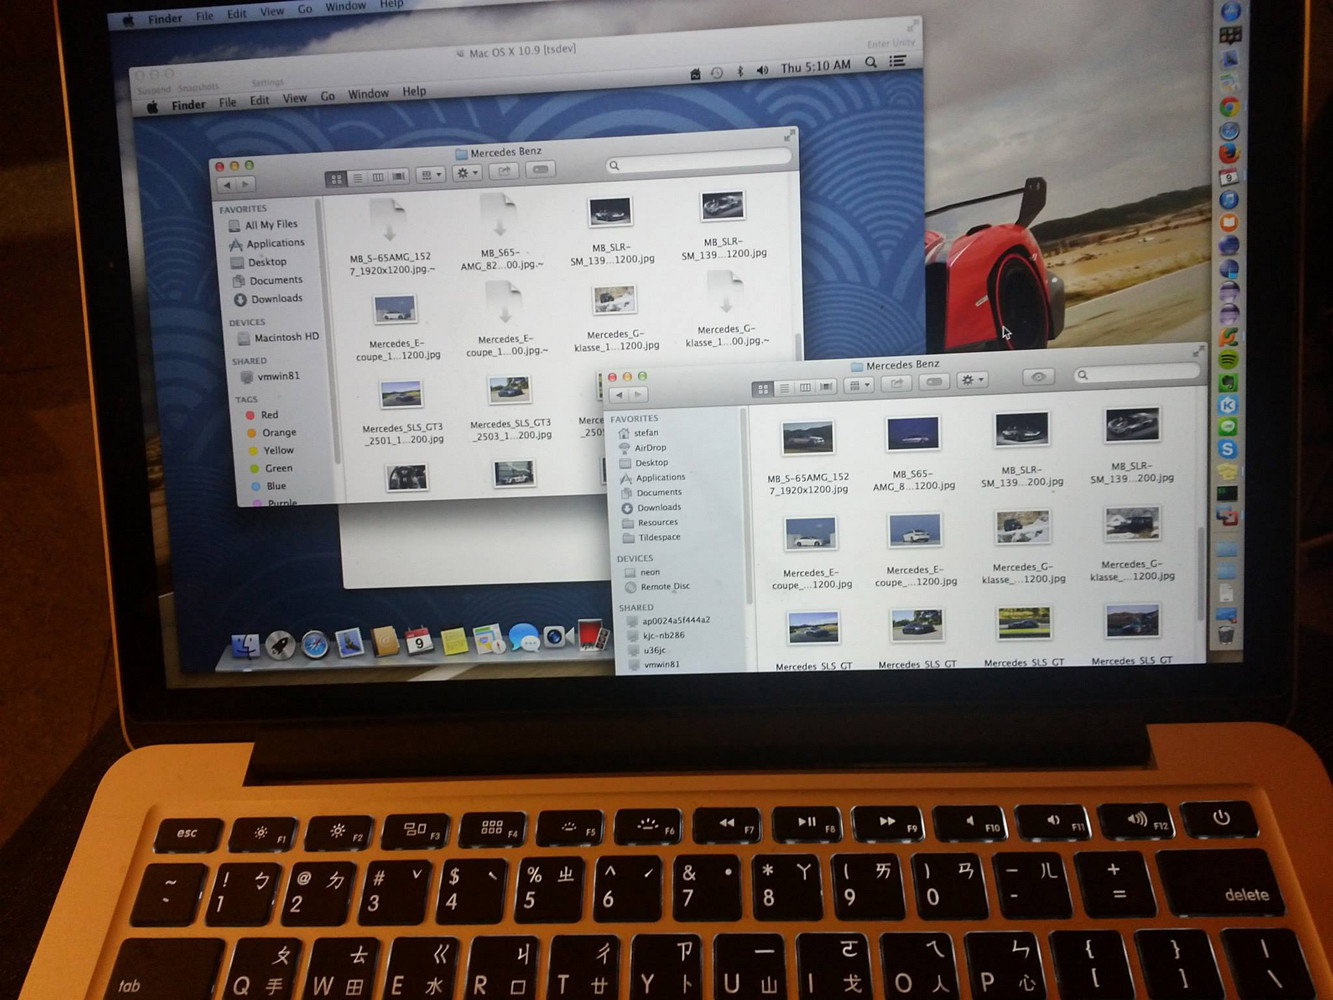 Finder File Edit View Go Window Help
Mac OS X 10.9 [tsdev]
Suspend Snapshots Settings Enter Unity
Finder File Edit View Go Window Help
Thu 5:10 AM
Mercedes Benz
FAVORITES
All My Files
Applications
Desktop
Documents
Downloads
DEVICES
Macintosh HD
SHARED
vmwin81
TAGS
Red
Orange
Yellow
Green
Blue
Purple
MB_S-65AMG_152
7_1920x1200.jpg.~
MB_S65-
AMG_82...00.jpg.~
MB_SLR-
SM_139...1200.jpg
MB_SLR-
SM_139...1200.jpg
Mercedes_E-
coupe_1...1200.jpg
Mercedes_E-
coupe_1...00.jpg.~
Mercedes_G-
klasse_1...1200.jpg
Mercedes_G-
klasse_1...00.jpg.~
Mercedes_SLS_GT3
_2501_1...200.jpg
Mercedes_SLS_GT3
_2503_1...200.jpg
Mercedes Benz
FAVORITES
stefan
AirDrop
Desktop
Applications
Documents
Downloads
Resources
Tildespace
DEVICES
neon
Remote Disc
SHARED
ap0024a5f444a2
kjc-nb286
u36jc
vmwin81
MB_S-65AMG_152
7_1920x1200.jpg
MB_S65-
AMG_8...1200.jpg
MB_SLR-
SM_139...200.jpg
MB_SLR-
SM_139...200.jpg
Mercedes_E-
coupe_...1200.jpg
Mercedes_E-
coupe_...1200.jpg
Mercedes_G-
klasse_...1200.jpg
Mercedes_G-
klasse_...1200.jpg
Mercedes_SLS_GT
Mercedes_SLS_GT
Mercedes_SLS_GT
Mercedes_SLS_GT
9
9
esc F1 F2 F3 F4 F5 F6 F7 F8 F9 F10 F11 F12
~ ! ㄅ @ ㄉ # ˇ $ ˋ % ㄓ ^ ˊ & ˙ * ㄚ ( ㄞ ) ㄢ - ㄦ +
1 2 3 4 5 6 7 8 9 0 - = delete
ㄆ ㄊ ㄍ ㄐ ㄔ ㄗ ㄧ ㄛ ㄟ ㄣ { } |
tab Q 手 W 田 E 水 R 口 T 廿 Y 卜 U 山 I 戈 O 人 P 心 [ ] \